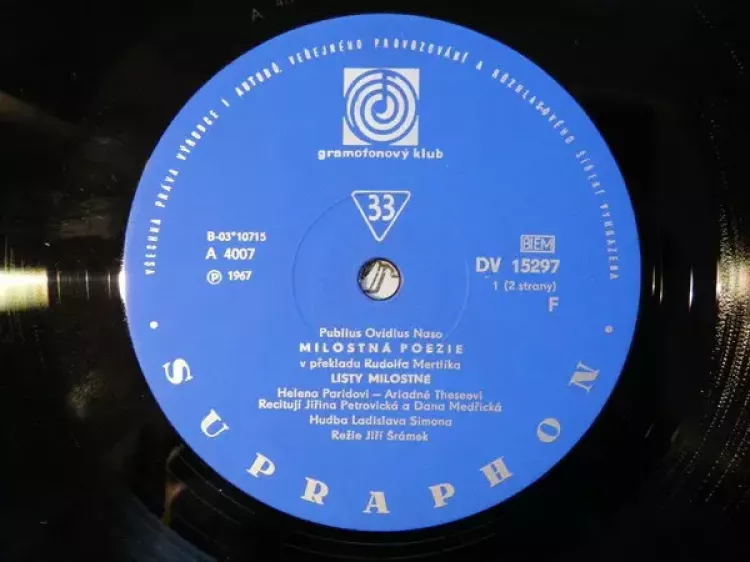 VŠECHNA PRÁVA VÝROBCE I AUTORŮ VEŘEJNÉHO PROVOZOVÁNÍ A ROZHLASOVÉHO ŠÍŘENÍ VYHRAZENA
gramofonový klub
33
B-03*10715
A 4007
Ⓟ 1967
BIEM
DV 15297
1 (2 strany)
F
Publius Ovidius Naso
MILOSTNÁ POEZIE
v překladu Rudolfa Mertlíka
LISTY MILOSTNÉ
Helena Paridovi – Ariadné Theseovi
Recitují Jiřina Petrovická a Dana Medřická
Hudba Ladislava Simona
Režie Jiří Šrámek
• SUPRAPHON •